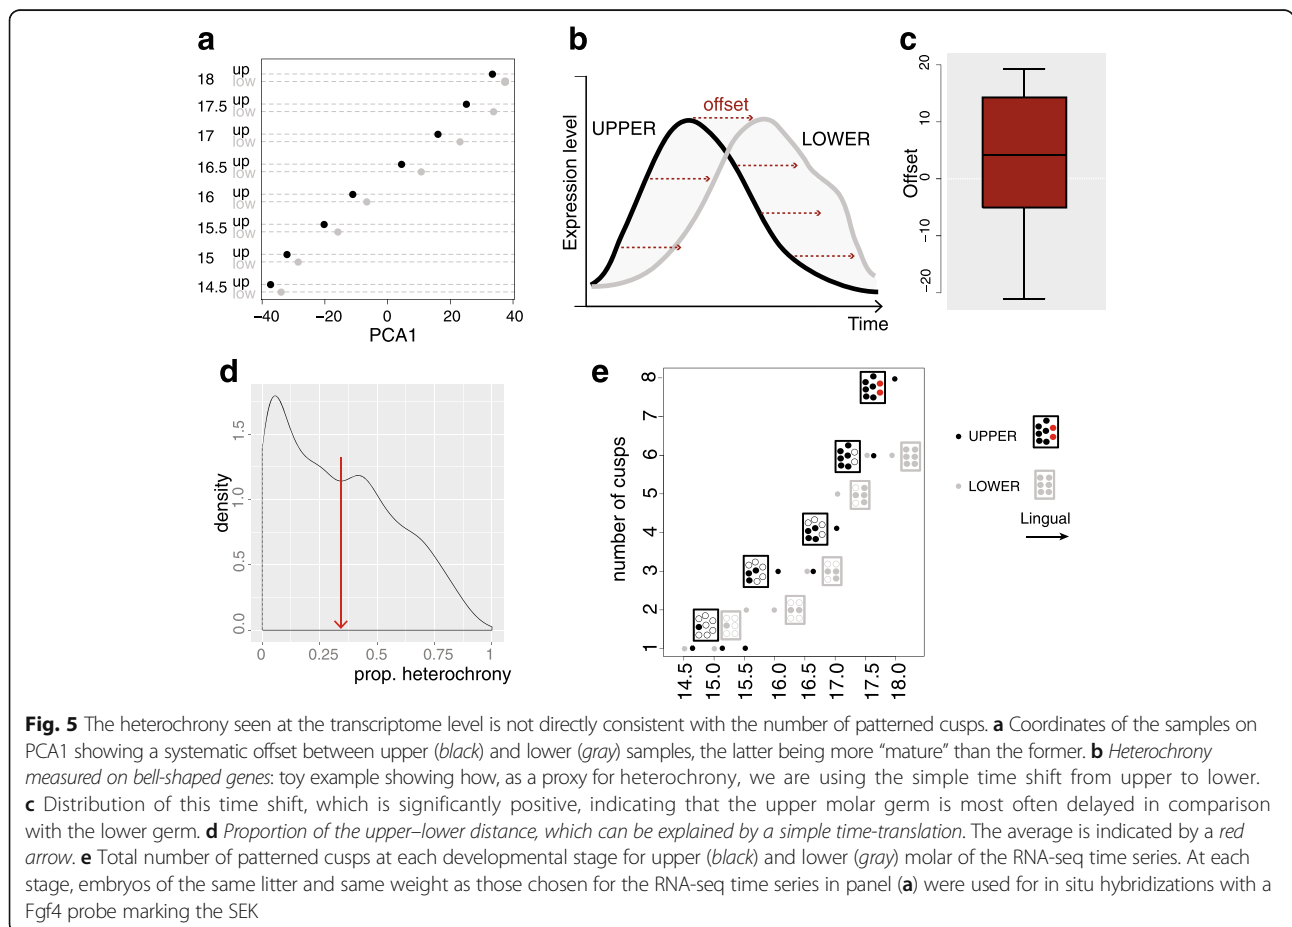 a
18
up
low
17.5
up
low
17
up
low
16.5
up
low
16
up
low
15.5
up
low
15
up
low
14.5
up
low
−40 −20 0 20 40
PCA1
b
Expression level
UPPER
offset
LOWER
Time
c
Offset
20
10
0
−10
−20
d
density
1.5
1.0
0.5
0.0
0 0.25 0.5 0.75 1
prop. heterochrony
e
number of cusps
8
7
6
5
4
3
2
1
14.5 15.0 15.5 16.0 16.5 17.0 17.5 18.0
UPPER
LOWER
Lingual
Fig. 5 The heterochrony seen at the transcriptome level is not directly consistent with the number of patterned cusps. a Coordinates of the samples on
PCA1 showing a systematic offset between upper (black) and lower (gray) samples, the latter being more “mature” than the former. b Heterochrony
measured on bell-shaped genes: toy example showing how, as a proxy for heterochrony, we are using the simple time shift from upper to lower.
c Distribution of this time shift, which is significantly positive, indicating that the upper molar germ is most often delayed in comparison
with the lower germ. d Proportion of the upper–lower distance, which can be explained by a simple time-translation. The average is indicated by a red
arrow. e Total number of patterned cusps at each developmental stage for upper (black) and lower (gray) molar of the RNA-seq time series. At each
stage, embryos of the same litter and same weight as those chosen for the RNA-seq time series in panel (a) were used for in situ hybridizations with a
Fgf4 probe marking the SEK